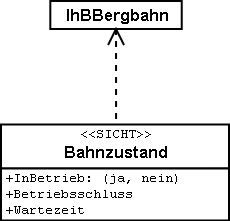 IhBBergbahn
<<SICHT>>
Bahnzustand
+InBetrieb: (ja, nein)
+Betriebsschluss
+Wartezeit